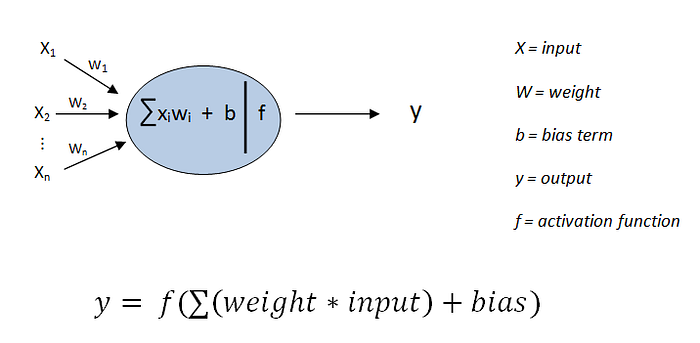 X₁
W₁
X₂
W₂
⋮
Wₙ
Xₙ
∑xᵢwᵢ + b | f
y
X = input
W = weight
b = bias term
y = output
f = activation function
y = f(∑(weight * input) + bias)